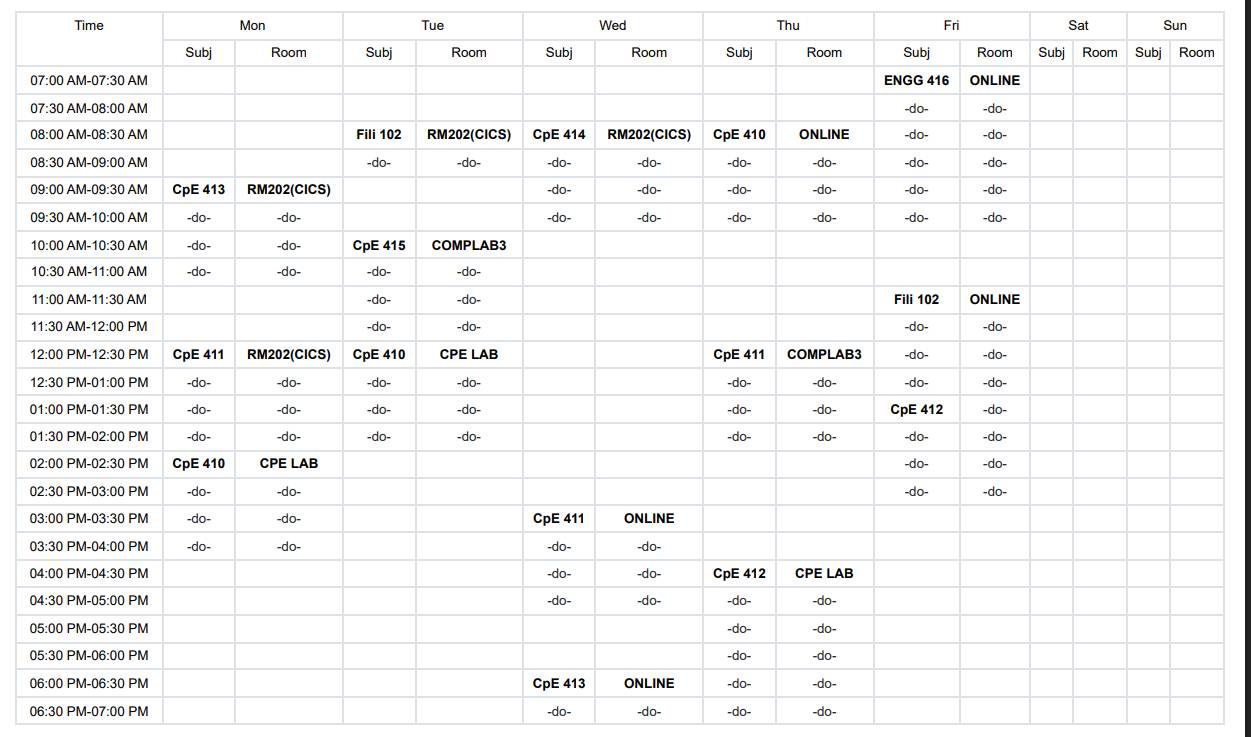 Time Mon Tue Wed Thu Fri Sat Sun
Subj Room Subj Room Subj Room Subj Room Subj Room Subj Room Subj Room
07:00 AM-07:30 AM ENGG 416 ONLINE
07:30 AM-08:00 AM -do- -do-
08:00 AM-08:30 AM Fili 102 RM202(CICS) CpE 414 RM202(CICS) CpE 410 ONLINE -do- -do-
08:30 AM-09:00 AM -do- -do- -do- -do- -do- -do- -do- -do-
09:00 AM-09:30 AM CpE 413 RM202(CICS) -do- -do- -do- -do- -do- -do-
09:30 AM-10:00 AM -do- -do- -do- -do- -do- -do- -do- -do-
10:00 AM-10:30 AM -do- -do- CpE 415 COMPLAB3
10:30 AM-11:00 AM -do- -do- -do- -do-
11:00 AM-11:30 AM -do- -do- Fili 102 ONLINE
11:30 AM-12:00 PM -do- -do- -do- -do-
12:00 PM-12:30 PM CpE 411 RM202(CICS) CpE 410 CPE LAB CpE 411 COMPLAB3 -do- -do-
12:30 PM-01:00 PM -do- -do- -do- -do- -do- -do- -do- -do-
01:00 PM-01:30 PM -do- -do- -do- -do- -do- -do- CpE 412 -do-
01:30 PM-02:00 PM -do- -do- -do- -do- -do- -do- -do- -do-
02:00 PM-02:30 PM CpE 410 CPE LAB -do- -do-
02:30 PM-03:00 PM -do- -do- -do- -do-
03:00 PM-03:30 PM -do- -do- CpE 411 ONLINE
03:30 PM-04:00 PM -do- -do- -do- -do-
04:00 PM-04:30 PM -do- -do- CpE 412 CPE LAB
04:30 PM-05:00 PM -do- -do- -do- -do-
05:00 PM-05:30 PM -do- -do-
05:30 PM-06:00 PM -do- -do-
06:00 PM-06:30 PM CpE 413 ONLINE -do- -do-
06:30 PM-07:00 PM -do- -do- -do- -do-